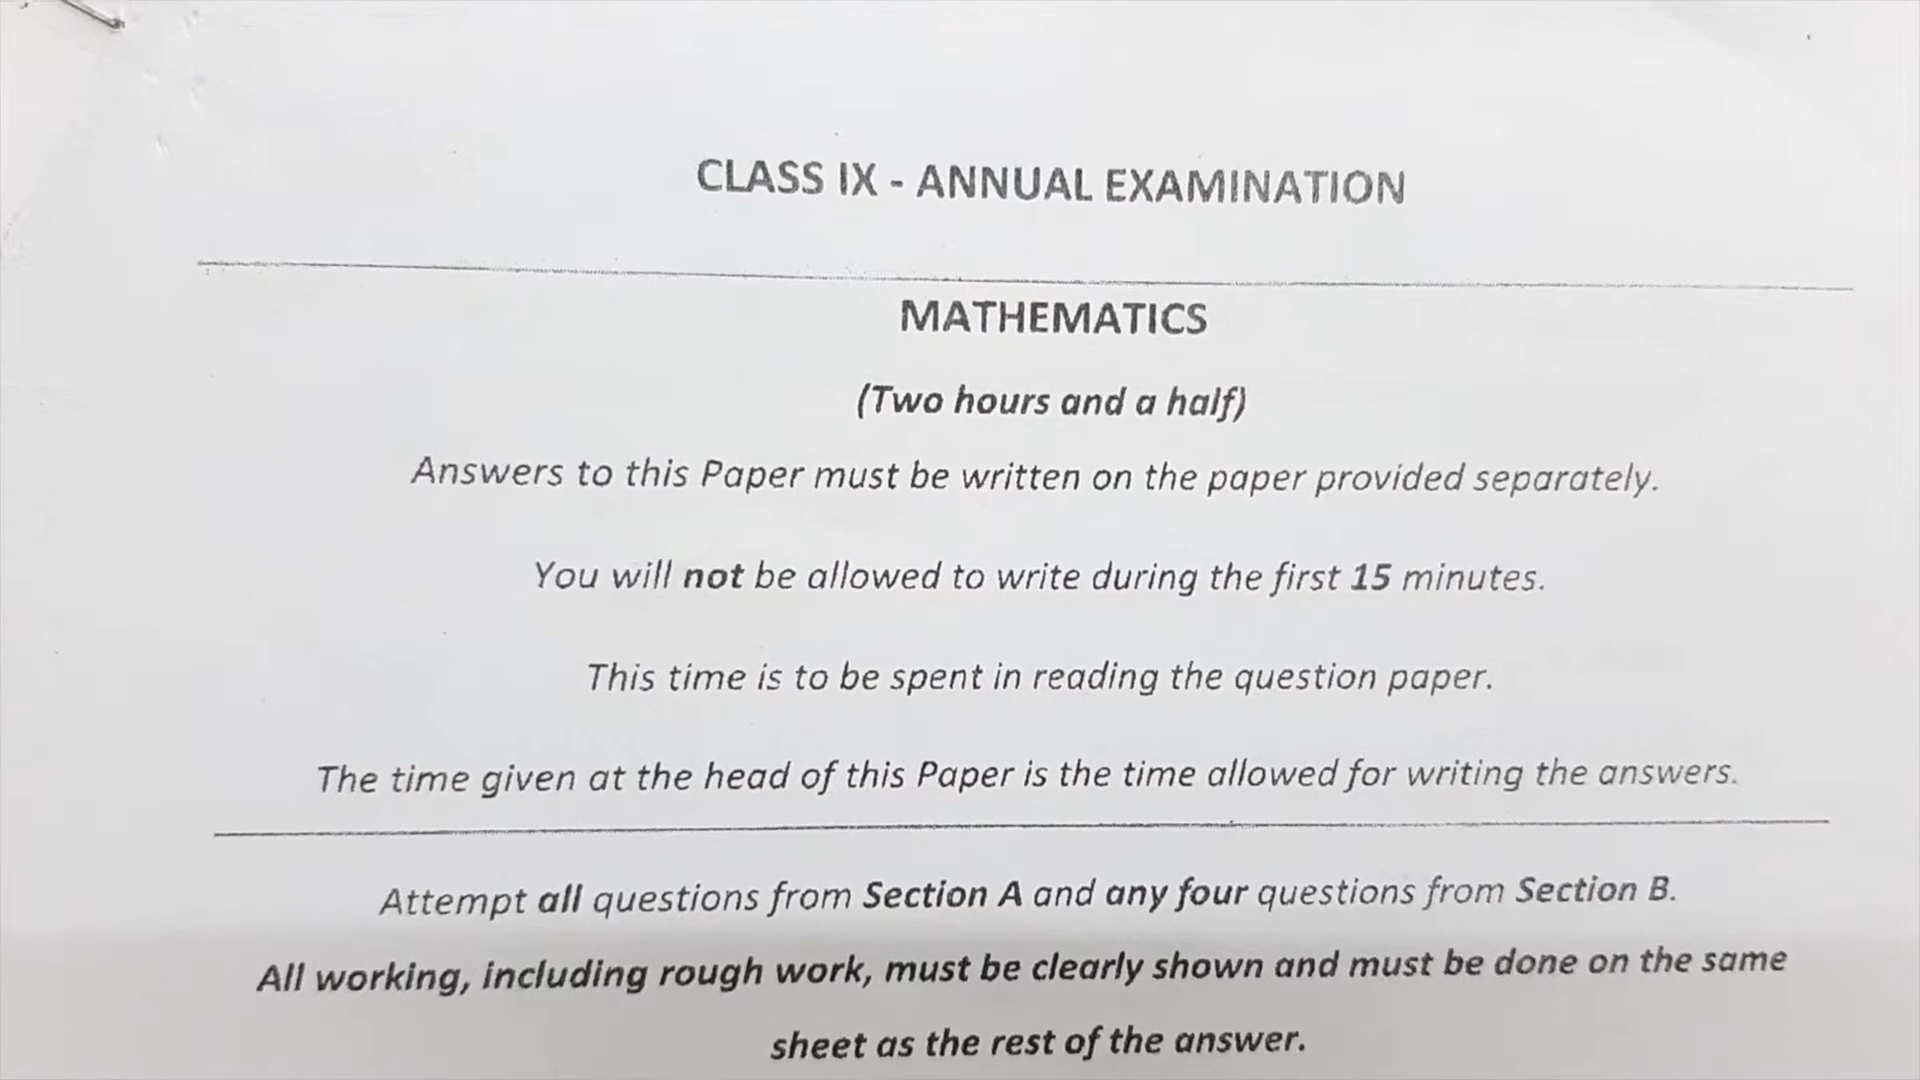 CLASS IX - ANNUAL EXAMINATION
MATHEMATICS
(Two hours and a half)
Answers to this Paper must be written on the paper provided separately.
You will not be allowed to write during the first 15 minutes.
This time is to be spent in reading the question paper.
The time given at the head of this Paper is the time allowed for writing the answers.
Attempt all questions from Section A and any four questions from Section B.
All working, including rough work, must be clearly shown and must be done on the same
sheet as the rest of the answer.